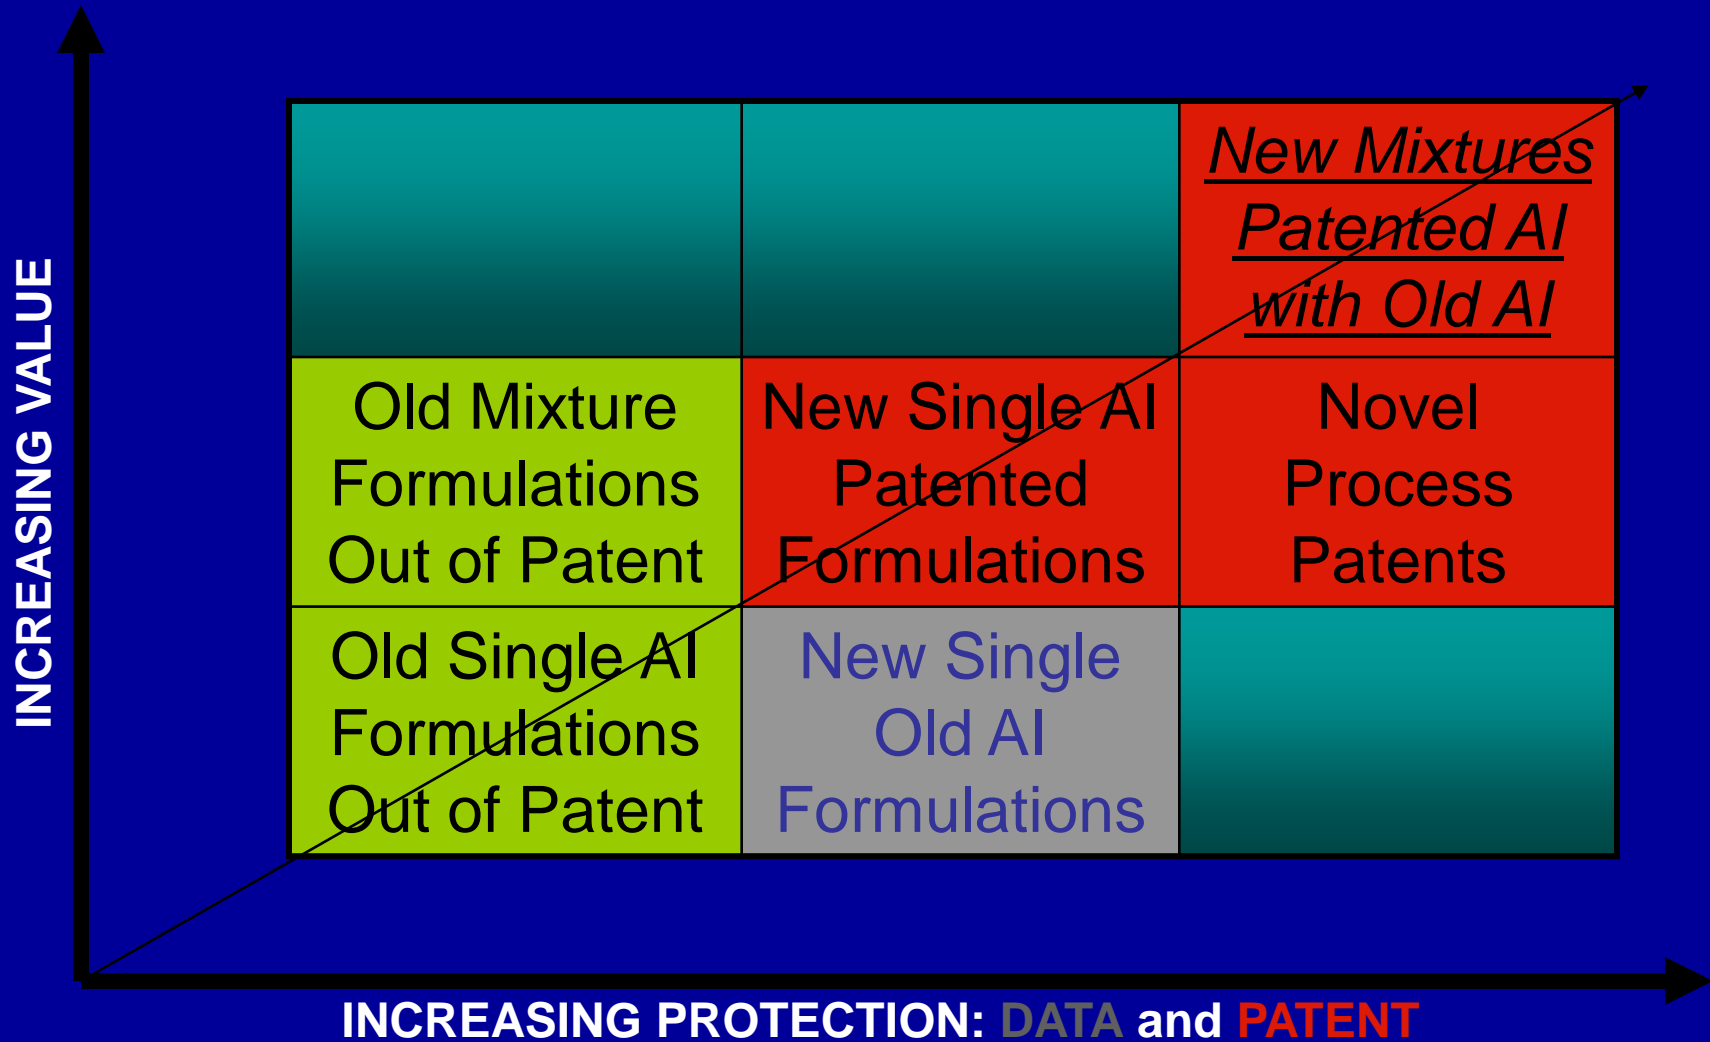 INCREASING VALUE
New Mixtures
Patented AI
with Old AI
Old Mixture
Formulations
Out of Patent
New Single AI
Patented
Formulations
Novel
Process
Patents
Old Single AI
Formulations
Out of Patent
New Single
Old AI
Formulations
INCREASING PROTECTION: DATA and PATENT